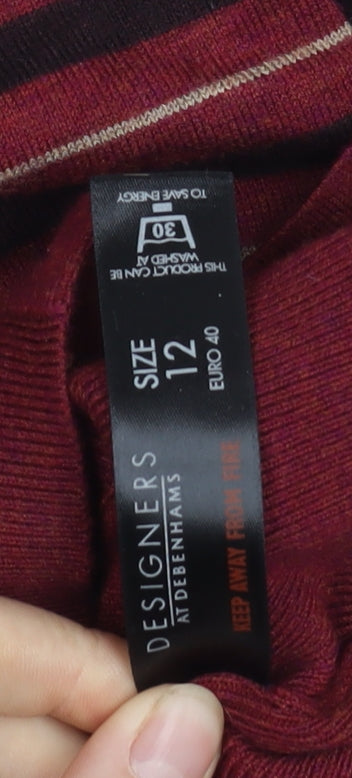 DESIGNERS
AT DEBENHAMS
KEEP AWAY FROM FIRE
SIZE
12
EURO 40
THIS PRODUCT CAN BE
WASHED AT
30
TO SAVE ENERGY